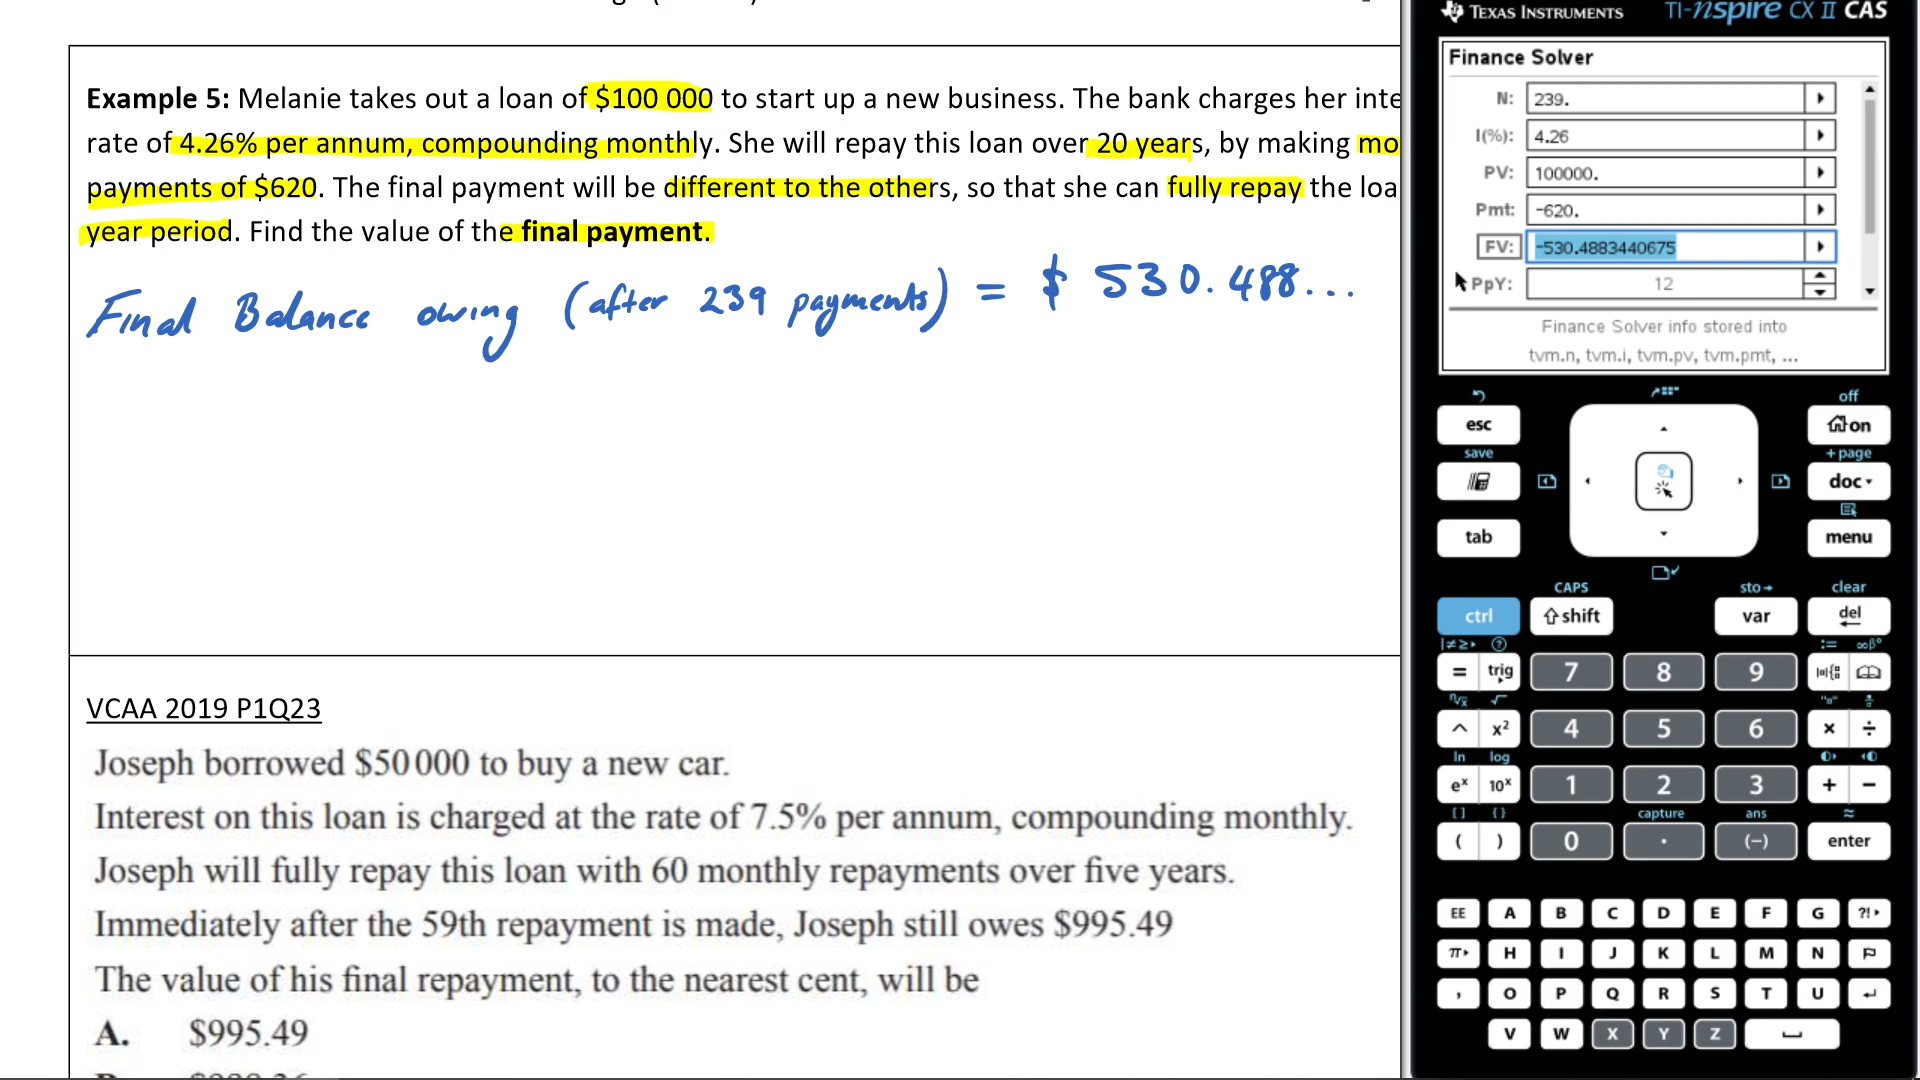 Example 5: Melanie takes out a loan of $100 000 to start up a new business. The bank charges her inte
rate of 4.26% per annum, compounding monthly. She will repay this loan over 20 years, by making mo
payments of $620. The final payment will be different to the others, so that she can fully repay the loa
year period. Find the value of the final payment.
Final Balance owing (after 239 payments) = $ 530.488...
VCAA 2019 P1Q23
Joseph borrowed $50 000 to buy a new car.
Interest on this loan is charged at the rate of 7.5% per annum, compounding monthly.
Joseph will fully repay this loan with 60 monthly repayments over five years.
Immediately after the 59th repayment is made, Joseph still owes $995.49
The value of his final repayment, to the nearest cent, will be
A. $995.49
TEXAS INSTRUMENTS TI-nspire CX II CAS
Finance Solver
N: 239.
I(%): 4.26
PV: 100000.
Pmt: -620.
FV: -530.4883440675
PpY: 12
Finance Solver info stored into
tvm.n, tvm.i, tvm.pv, tvm.pmt, ...
off
esc on
save +page
doc
tab menu
CAPS sto→ clear
ctrl ⇧shift var del
= trig 7 8 9
^ x² 4 5 6 × ÷
ln log
eˣ 10ˣ 1 2 3 + −
[] {} capture ans ≈
( ) 0 . (−) enter
EE A B C D E F G ?!▸
π▸ H I J K L M N
, O P Q R S T U ↵
V W X Y Z